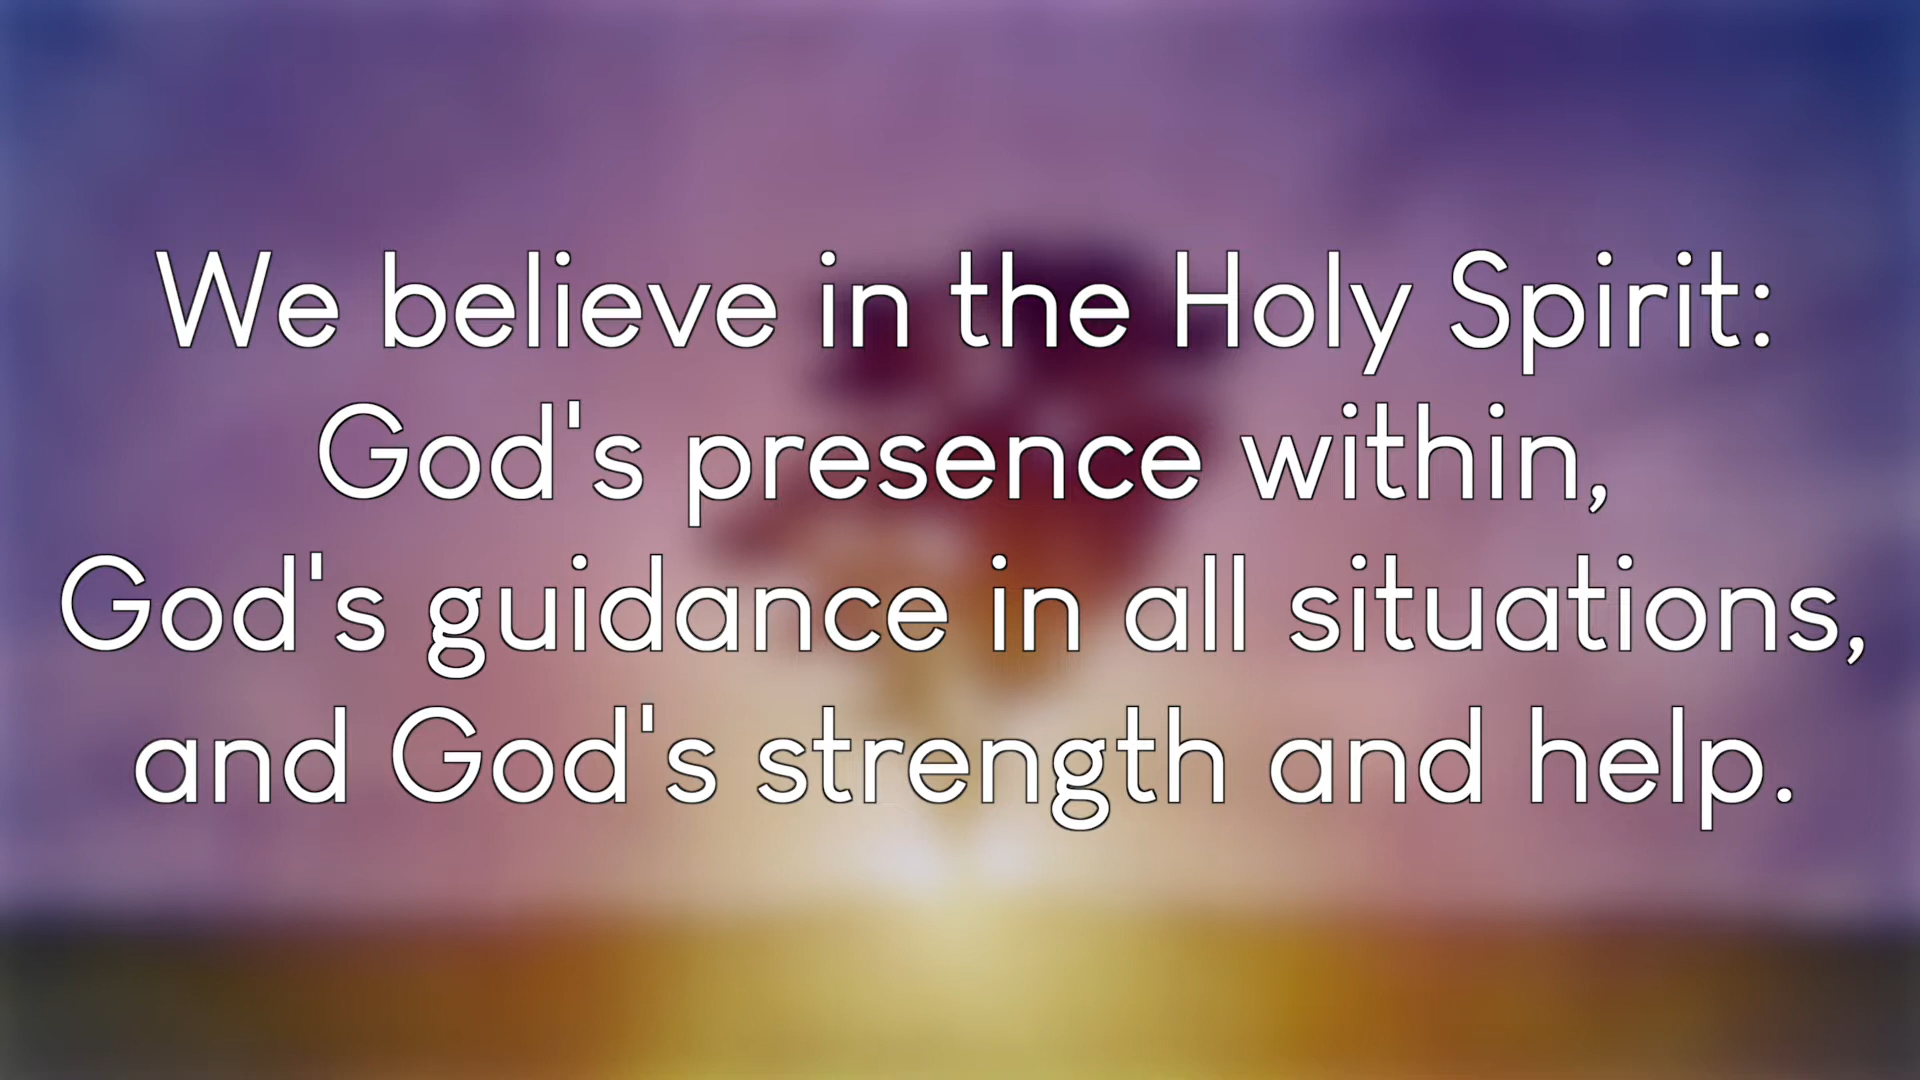 We believe in the Holy Spirit:
God's presence within,
God's guidance in all situations,
and God's strength and help.